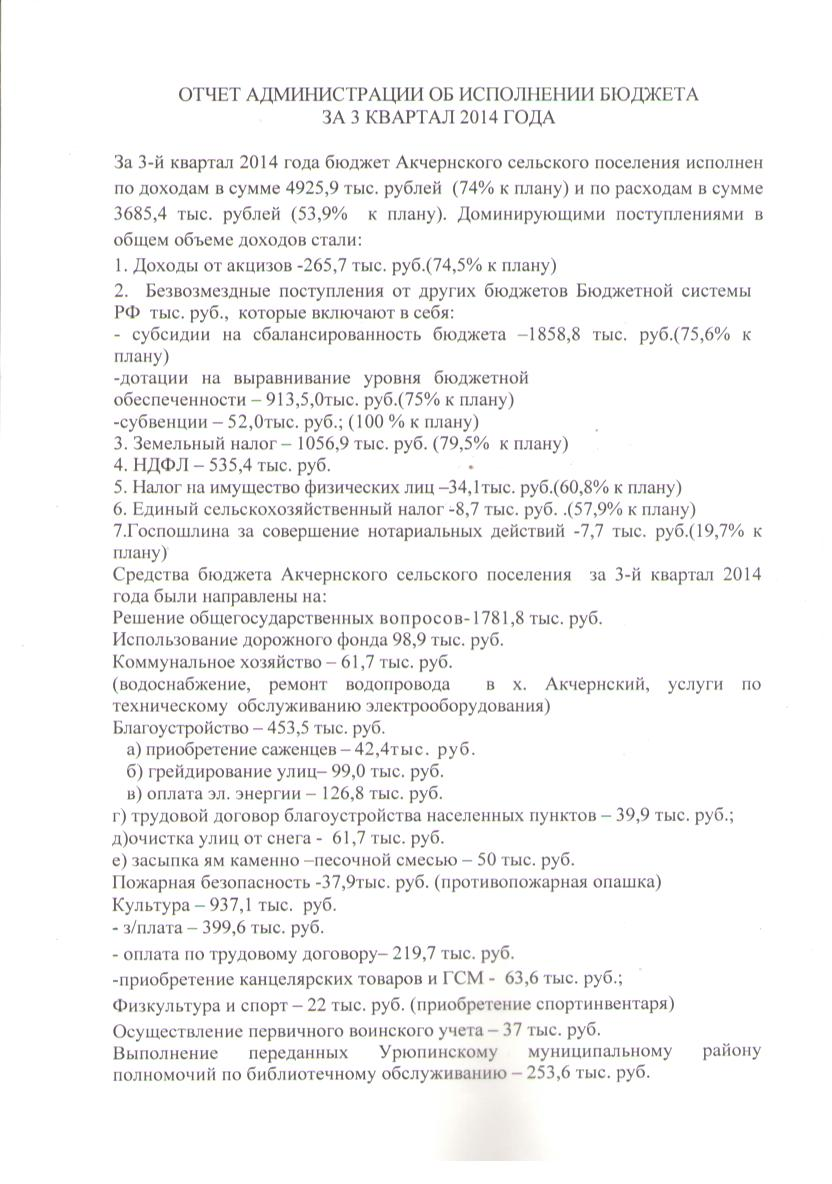 ОТЧЕТ АДМИНИСТРАЦИИ ОБ ИСПОЛНЕНИИ БЮДЖЕТА
ЗА 3 КВАРТАЛ 2014 ГОДА
За 3-й квартал 2014 года бюджет Акчернского сельского поселения исполнен
по доходам в сумме 4925,9 тыс. рублей (74% к плану) и по расходам в сумме
3685,4 тыс. рублей (53,9% к плану). Доминирующими поступлениями в
общем объеме доходов стали:
1. Доходы от акцизов -265,7 тыс. руб.(74,5% к плану)
2. Безвозмездные поступления от других бюджетов Бюджетной системы
РФ тыс. руб., которые включают в себя:
- субсидии на сбалансированность бюджета –1858,8 тыс. руб.(75,6% к
плану)
-дотации на выравнивание уровня бюджетной
обеспеченности – 913,5,0тыс. руб.(75% к плану)
-субвенции – 52,0тыс. руб.; (100 % к плану)
3. Земельный налог – 1056,9 тыс. руб. (79,5% к плану)
4. НДФЛ – 535,4 тыс. руб.
5. Налог на имущество физических лиц –34,1тыс. руб.(60,8% к плану)
6. Единый сельскохозяйственный налог -8,7 тыс. руб. .(57,9% к плану)
7.Госпошлина за совершение нотариальных действий -7,7 тыс. руб.(19,7% к
плану)
Средства бюджета Акчернского сельского поселения за 3-й квартал 2014
года были направлены на:
Решение общегосударственных вопросов-1781,8 тыс. руб.
Использование дорожного фонда 98,9 тыс. руб.
Коммунальное хозяйство – 61,7 тыс. руб.
(водоснабжение, ремонт водопровода в х. Акчернский, услуги по
техническому обслуживанию электрооборудования)
Благоустройство – 453,5 тыс. руб.
а) приобретение саженцев – 42,4тыс. руб.
б) грейдирование улиц– 99,0 тыс. руб.
в) оплата эл. энергии – 126,8 тыс. руб.
г) трудовой договор благоустройства населенных пунктов – 39,9 тыс. руб.;
д)очистка улиц от снега - 61,7 тыс. руб.
е) засыпка ям каменно –песочной смесью – 50 тыс. руб.
Пожарная безопасность -37,9тыс. руб. (противопожарная опашка)
Культура – 937,1 тыс. руб.
- з/плата – 399,6 тыс. руб.
- оплата по трудовому договору– 219,7 тыс. руб.
-приобретение канцелярских товаров и ГСМ - 63,6 тыс. руб.;
Физкультура и спорт – 22 тыс. руб. (приобретение спортинвентаря)
Осуществление первичного воинского учета – 37 тыс. руб.
Выполнение переданных Урюпинскому муниципальному району
полномочий по библиотечному обслуживанию – 253,6 тыс. руб.